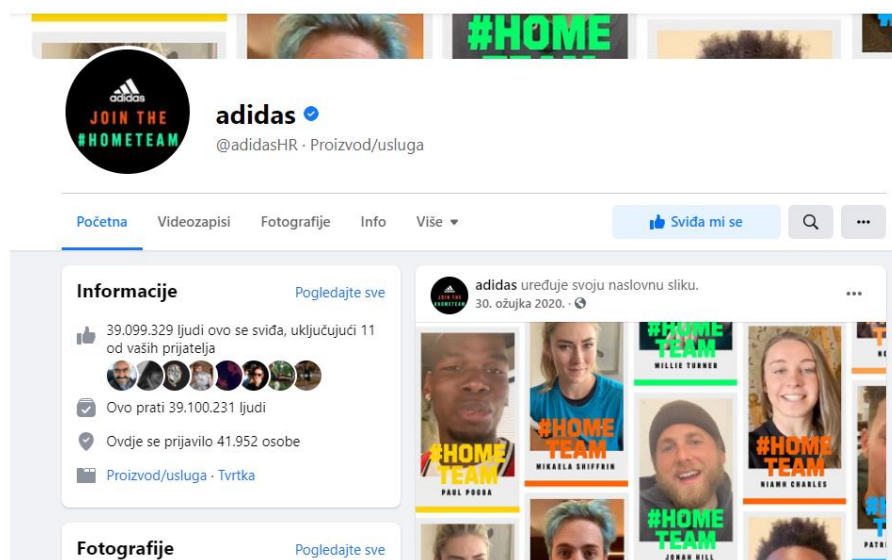 #HOME
TEAM
adidas
JOIN THE
#HOMETEAM
adidas
@adidasHR · Proizvod/usluga
Početna Videozapisi Fotografije Info Više
Sviđa mi se
Informacije
Pogledajte sve
39.099.329 ljudi ovo se sviđa, uključujući 11
od vaših prijatelja
Ovo prati 39.100.231 ljudi
Ovdje se prijavilo 41.952 osobe
Proizvod/usluga · Tvrtka
Fotografije
Pogledajte sve
adidas uređuje svoju naslovnu sliku.
30. ožujka 2020. ·
#HOME
TEAM
PAUL POGBA
#HOME
TEAM
MIKAELA SHIFFRIN
#HOME
TEAM
MILLIE TURNER
#HOME
TEAM
JONAH HILL
#HOME
TEAM
NIAMH CHARLES